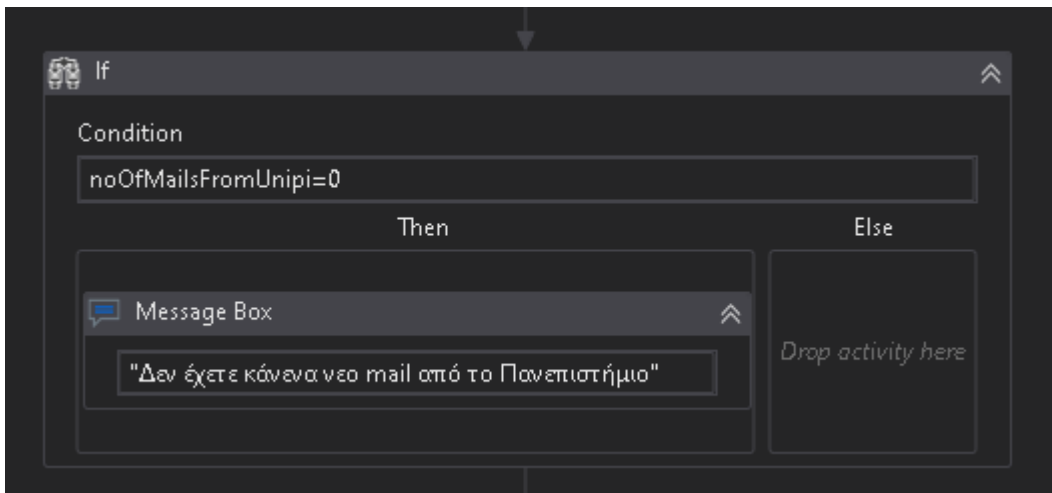 If
Condition
noOfMailsFromUnipi=0
Then
Else
Message Box
"Δεν έχετε κάνενα νεο mail από το Πανεπιστήμιο"
Drop activity here